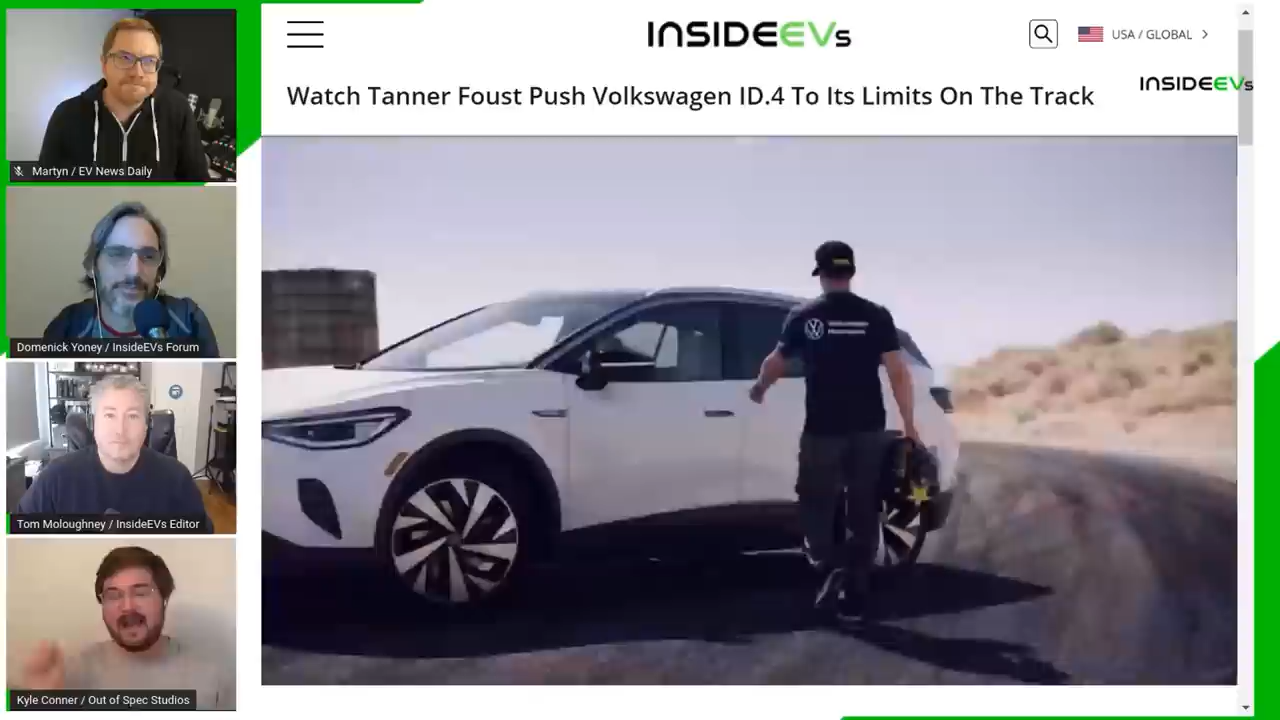 INSIDEEVs
USA / GLOBAL
Watch Tanner Foust Push Volkswagen ID.4 To Its Limits On The Track
INSIDEEVs
Martyn / EV News Daily
Domenick Yoney / InsideEVs Forum
Tom Moloughney / InsideEVs Editor
Kyle Conner / Out of Spec Studios